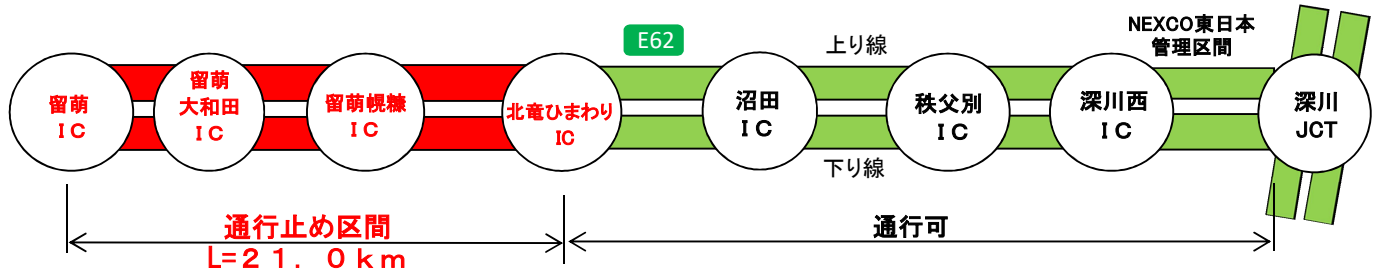 E62
上り線
NEXCO東日本
管理区間
留萌
IC
留萌
大和田
IC
留萌幌糠
IC
北竜ひまわり
IC
沼田
IC
秩父別
IC
深川西
IC
深川
JCT
下り線
通行止め区間
L=21.0km
通行可